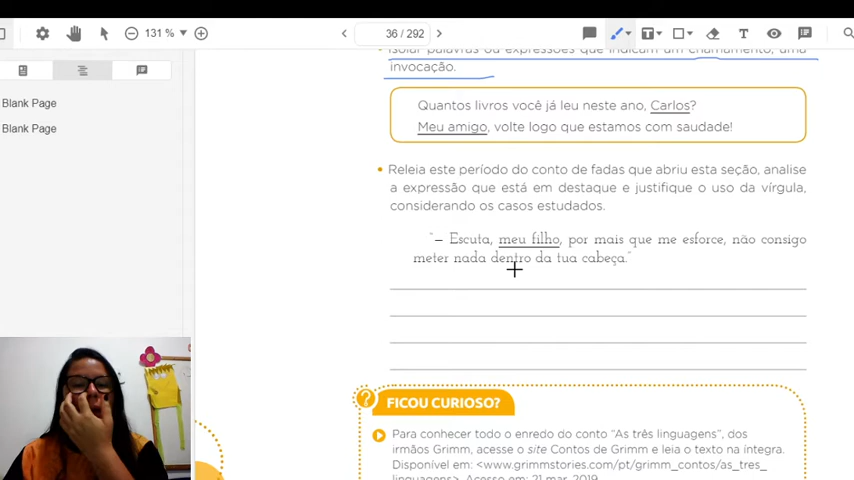 131 %
36 / 292
Blank Page
Blank Page
Isolar palavras ou expressões que indicam um chamamento, uma
invocação.
Quantos livros você já leu neste ano, Carlos?
Meu amigo, volte logo que estamos com saudade!
Releia este período do conto de fadas que abriu esta seção, analise
a expressão que está em destaque e justifique o uso da vírgula,
considerando os casos estudados.
"— Escuta, meu filho, por mais que me esforce, não consigo
meter nada dentro da tua cabeça."
? FICOU CURIOSO?
Para conhecer todo o enredo do conto "As três linguagens", dos
irmãos Grimm, acesse o site Contos de Grimm e leia o texto na íntegra.
Disponível em: <www.grimmstories.com/pt/grimm_contos/as_tres_
linguagens>. Acesso em: 21 mar. 2019.